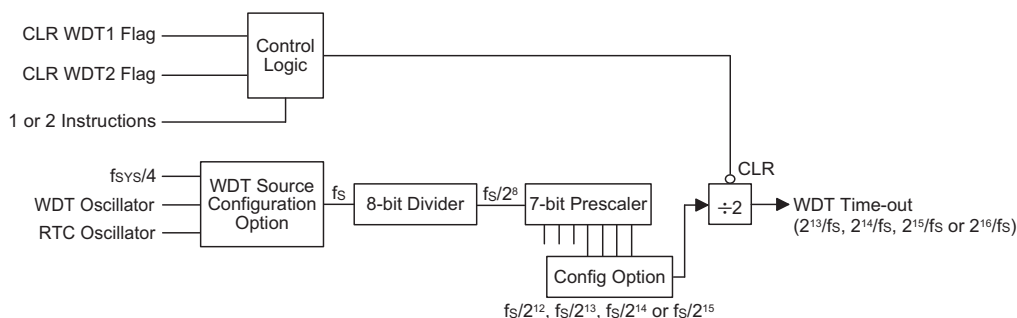 CLR WDT1 Flag
CLR WDT2 Flag
1 or 2 Instructions
Control
Logic
fSYS/4
WDT Oscillator
RTC Oscillator
WDT Source
Configuration
Option
fS
8-bit Divider
fS/2⁸
7-bit Prescaler
Config Option
fS/2¹², fS/2¹³, fS/2¹⁴ or fS/2¹⁵
CLR
÷2
WDT Time-out
(2¹³/fS, 2¹⁴/fS, 2¹⁵/fS or 2¹⁶/fS)